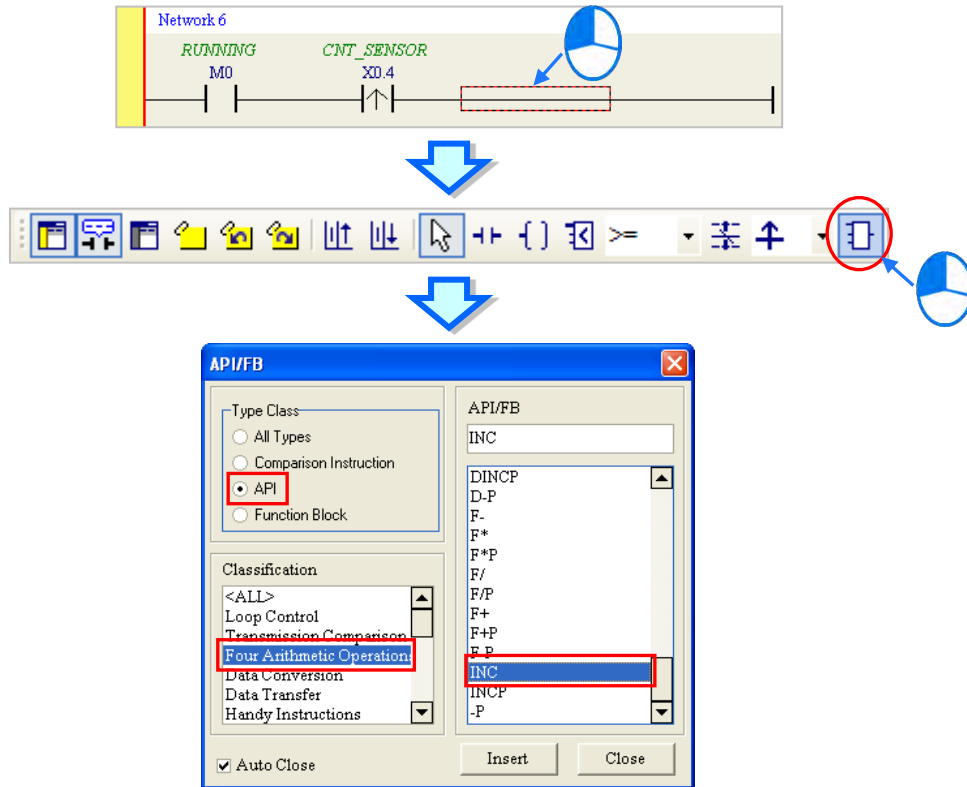 Network 6
RUNNING CNT_SENSOR
M0 X0.4
>=
API/FB
Type Class
All Types
Comparison Instruction
API
Function Block
Classification
<ALL>
Loop Control
Transmission Comparison
Four Arithmetic Operations
Data Conversion
Data Transfer
Handy Instructions
Auto Close
API/FB
INC
DINCP
D-P
F-
F*
F*P
F/
F/P
F+
F+P
F-P
INC
INCP
-P
Insert Close